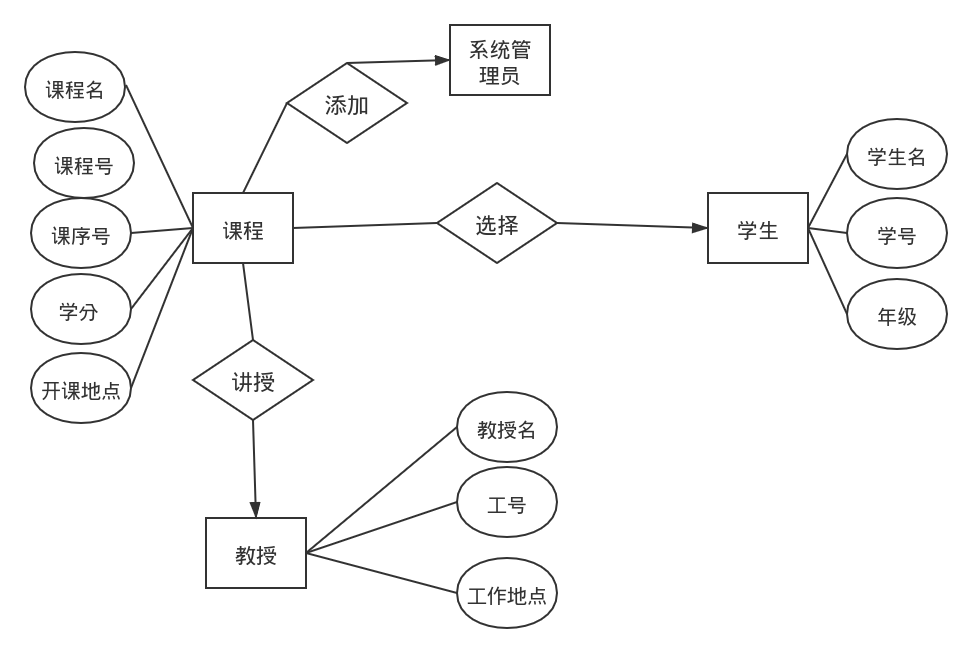 系统管
理员
添加
课程名
课程号
课序号
学分
开课地点
课程
选择
学生
学生名
学号
年级
讲授
教授
教授名
工号
工作地点